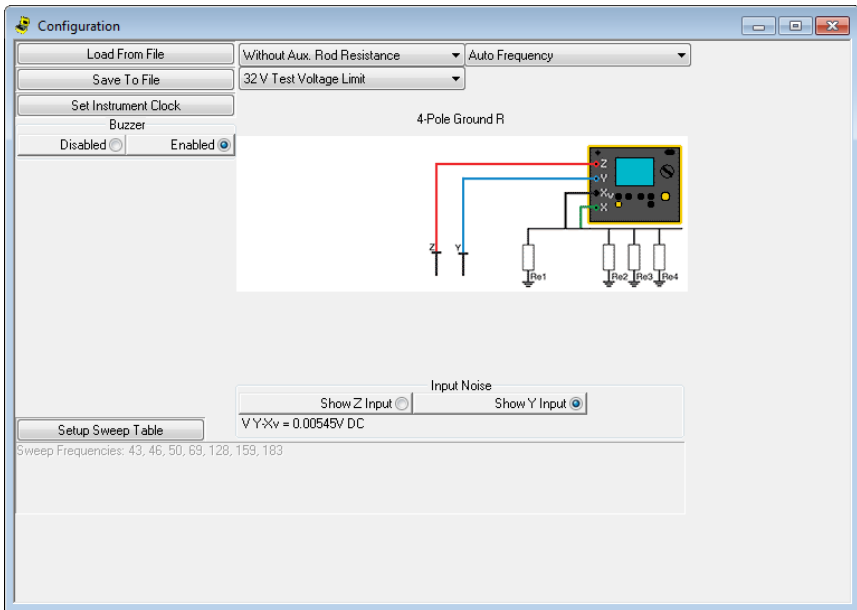 Configuration
Load From File
Without Aux. Rod Resistance
Auto Frequency
Save To File
32 V Test Voltage Limit
Set Instrument Clock
Buzzer
Disabled
Enabled
4-Pole Ground R
Z
Y
Xv
X
Z
Y
Re1
Re2
Re3
Re4
Input Noise
Show Z Input
Show Y Input
V Y-Xv = 0.00545V DC
Setup Sweep Table
Sweep Frequencies: 43, 46, 50, 69, 128, 159, 183